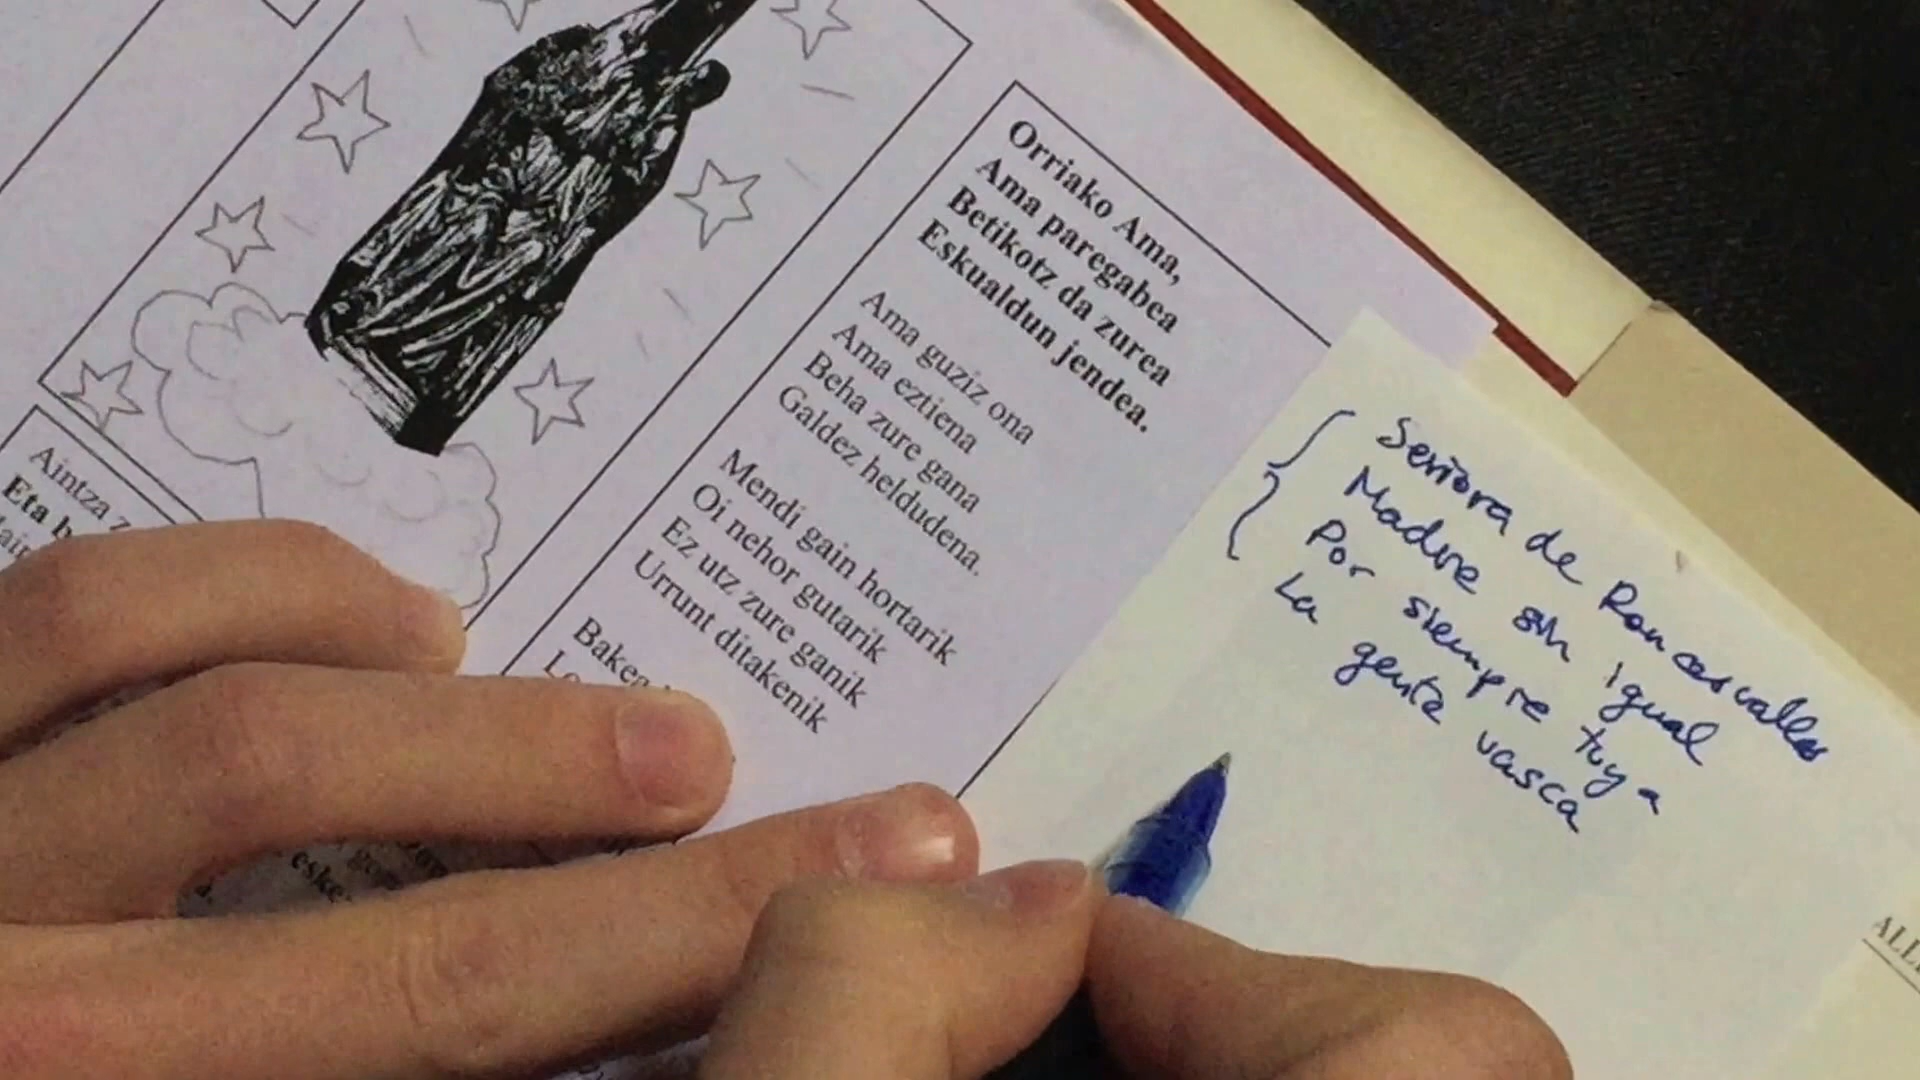 Orriako Ama,
Ama paregabea
Betikotz da zurea
Eskualdun jendea.
Ama guziz ona
Ama eztiena
Beha zure gana
Galdez heldudena.
Mendi gain hortarik
Oi nehor gutarik
Ez utz zure ganik
Urrunt ditakenik
Aintza
Eta
Señora de Roncesvalles
Madre sin igual
Por siempre tuya
La gente vasca